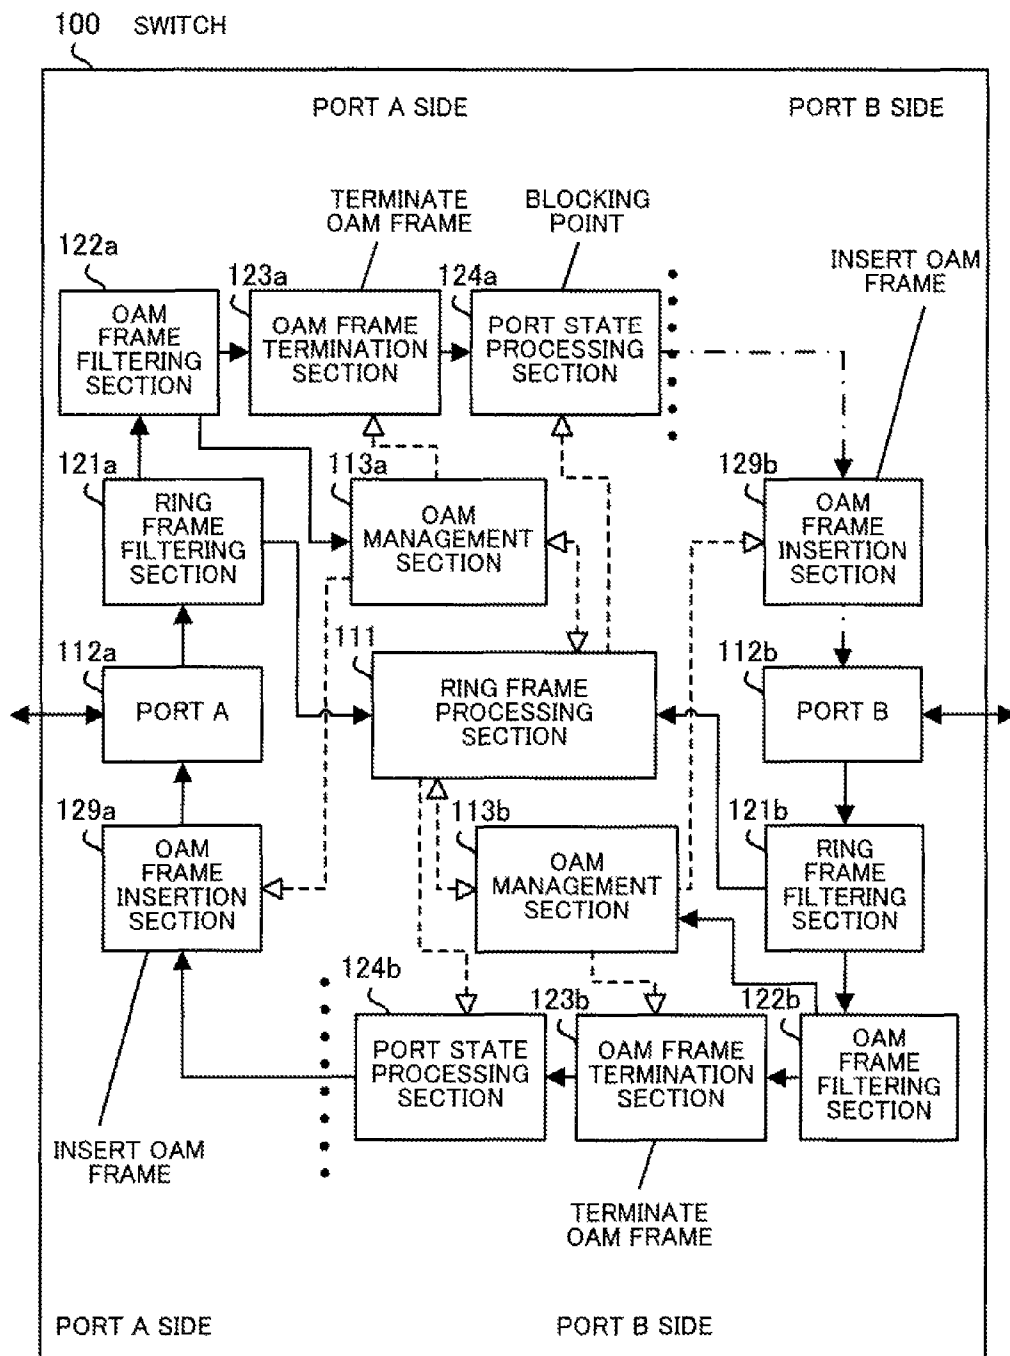 100 SWITCH
PORT A SIDE
PORT B SIDE
TERMINATE
OAM FRAME
BLOCKING
POINT
INSERT OAM
FRAME
122a
OAM
FRAME
FILTERING
SECTION
123a
OAM FRAME
TERMINATION
SECTION
124a
PORT STATE
PROCESSING
SECTION
121a
RING
FRAME
FILTERING
SECTION
113a
OAM
MANAGEMENT
SECTION
129b
OAM
FRAME
INSERTION
SECTION
112a
PORT A
111
RING FRAME
PROCESSING
SECTION
112b
PORT B
129a
OAM
FRAME
INSERTION
SECTION
113b
OAM
MANAGEMENT
SECTION
121b
RING
FRAME
FILTERING
SECTION
124b
PORT STATE
PROCESSING
SECTION
123b
OAM FRAME
TERMINATION
SECTION
122b
OAM
FRAME
FILTERING
SECTION
INSERT OAM
FRAME
TERMINATE
OAM FRAME
PORT A SIDE
PORT B SIDE